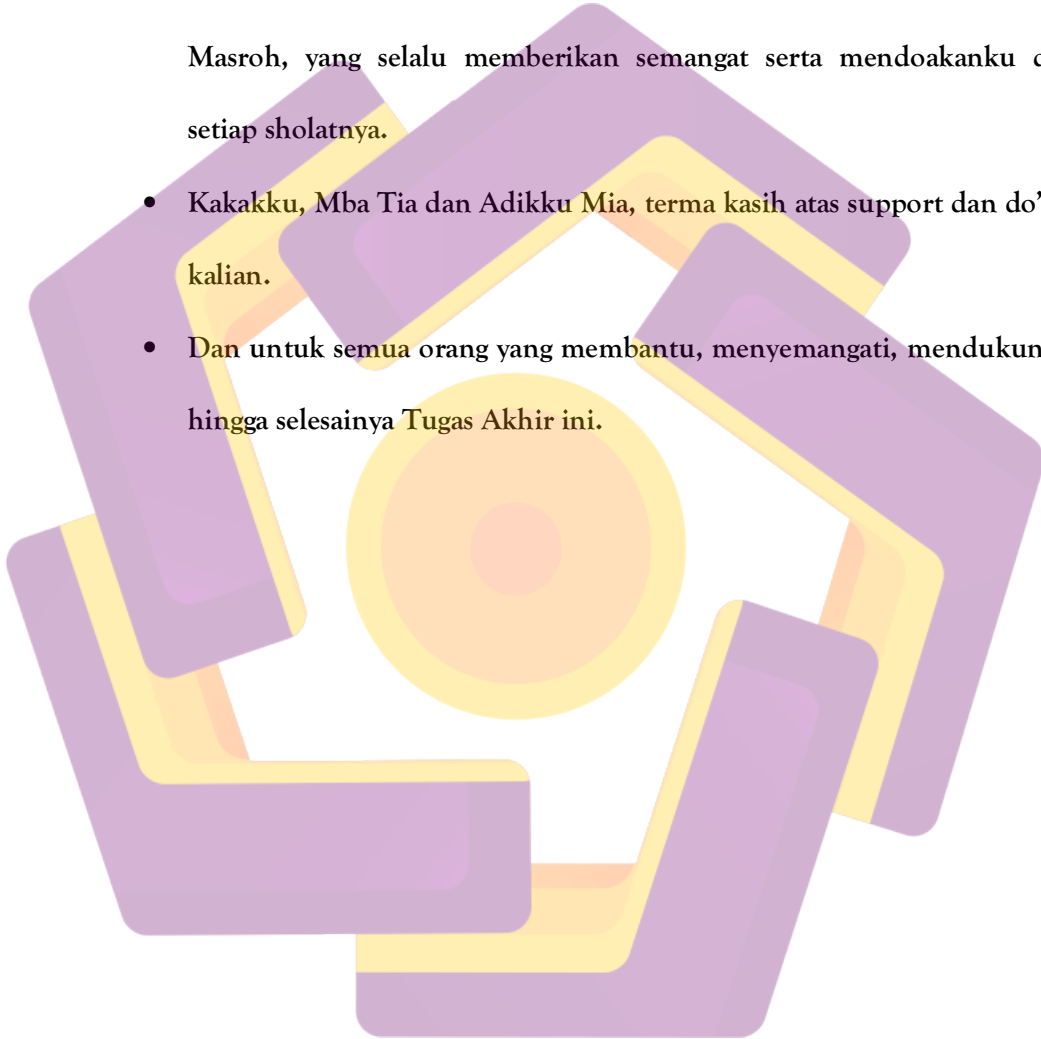 Masroh, yang selalu memberikan semangat serta mendoakanku
setiap sholatnya.
• Kakakku, Mba Tia dan Adikku Mia, terma kasih atas support dan do’
kalian.
• Dan untuk semua orang yang membantu, menyemangati, mendukun
hingga selesainya Tugas Akhir ini.